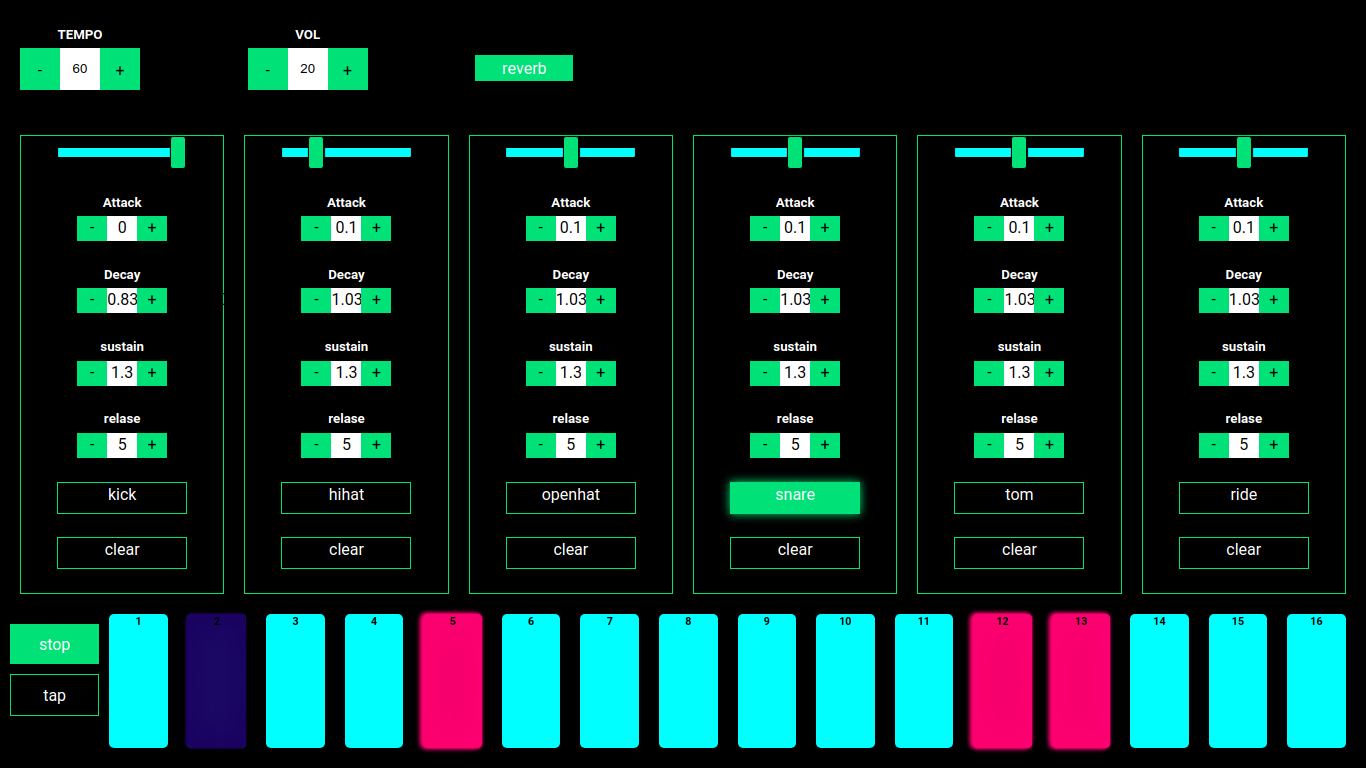 TEMPO VOL
- 60 + - 20 + reverb
Attack Attack Attack Attack Attack Attack
- 0 + - 0.1 + - 0.1 + - 0.1 + - 0.1 + - 0.1 +
Decay Decay Decay Decay Decay Decay
- 0.83 + - 1.03 + - 1.03 + - 1.03 + - 1.03 + - 1.03 +
sustain sustain sustain sustain sustain sustain
- 1.3 + - 1.3 + - 1.3 + - 1.3 + - 1.3 + - 1.3 +
relase relase relase relase relase relase
- 5 + - 5 + - 5 + - 5 + - 5 + - 5 +
kick hihat openhat snare tom ride
clear clear clear clear clear clear
1 2 3 4 5 6 7 8 9 10 11 12 13 14 15 16
stop
tap